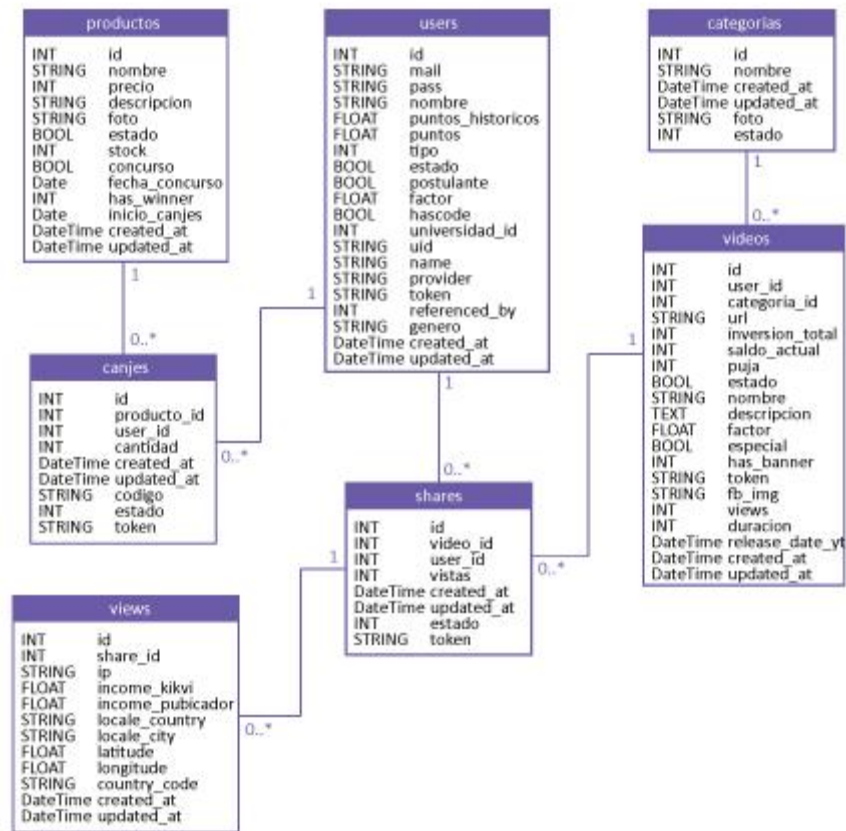 productos
INT id
STRING nombre
INT precio
STRING descripcion
STRING foto
BOOL estado
INT stock
BOOL concurso
Date fecha_concurso
INT has_winner
Date inicio_canjes
DateTime created_at
DateTime updated_at
1
0..*
canjes
INT id
INT producto_id
INT user_id
INT cantidad
DateTime created_at
DateTime updated_at
STRING codigo
INT estado
STRING token
0..*
1
users
INT id
STRING mail
STRING pass
STRING nombre
FLOAT puntos_historicos
FLOAT puntos
INT tipo
BOOL estado
BOOL postulante
FLOAT factor
BOOL hascode
INT universidad_id
STRING uid
STRING name
STRING provider
STRING token
INT referenced_by
STRING genero
DateTime created_at
DateTime updated_at
1
0..*
shares
INT id
INT video_id
INT user_id
INT vistas
DateTime created_at
DateTime updated_at
INT estado
STRING token
1
0..*
categorias
INT id
STRING nombre
DateTime created_at
DateTime updated_at
STRING foto
INT estado
1
0..*
videos
INT id
INT user_id
INT categoria_id
STRING url
INT inversion_total
INT saldo_actual
INT puja
BOOL estado
STRING nombre
TEXT descripcion
FLOAT factor
BOOL especial
INT has_banner
STRING token
STRING fb_img
INT views
INT duracion
DateTime release_date_yt
DateTime created_at
DateTime updated_at
1
views
INT id
INT share_id
STRING ip
FLOAT income_kikvi
FLOAT income_pubicador
STRING locale_country
STRING locale_city
FLOAT latitude
FLOAT longitude
STRING country_code
DateTime created_at
DateTime updated_at
0..*